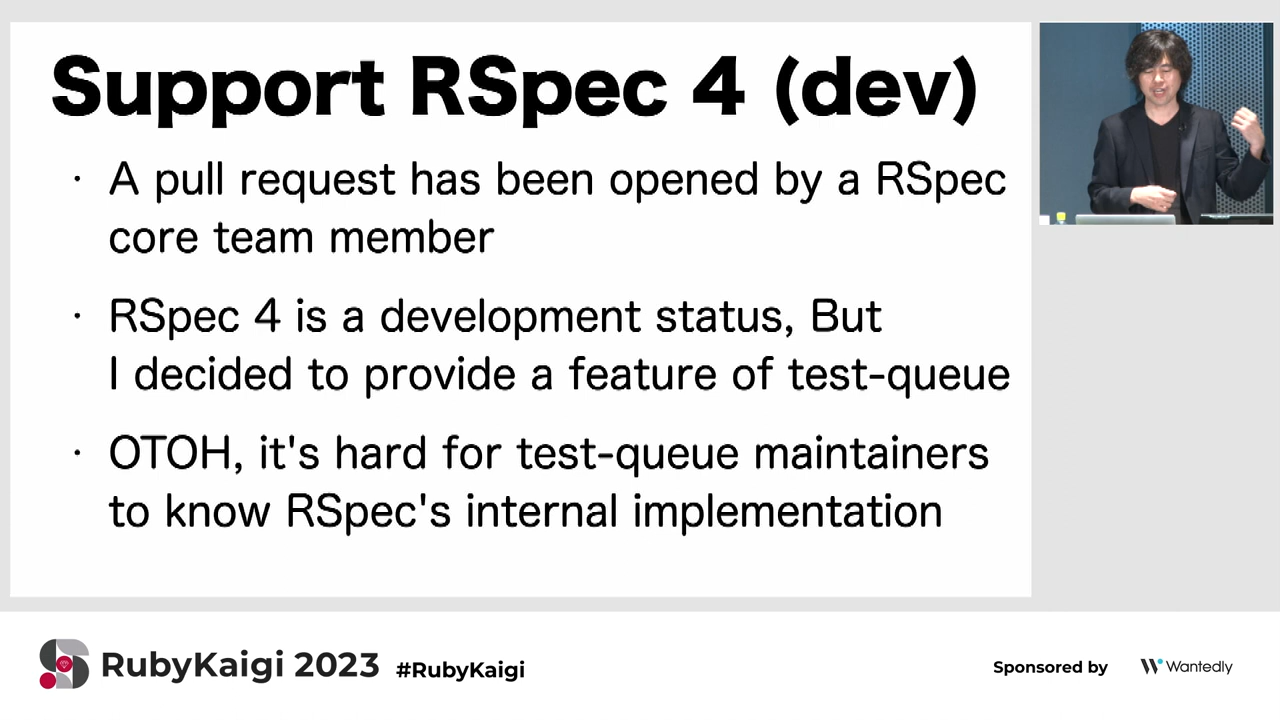 Support RSpec 4 (dev)
· A pull request has been opened by a RSpec
core team member
· RSpec 4 is a development status, But
I decided to provide a feature of test-queue
· OTOH, it's hard for test-queue maintainers
to know RSpec's internal implementation
RubyKaigi 2023 #RubyKaigi
Sponsored by Wantedly